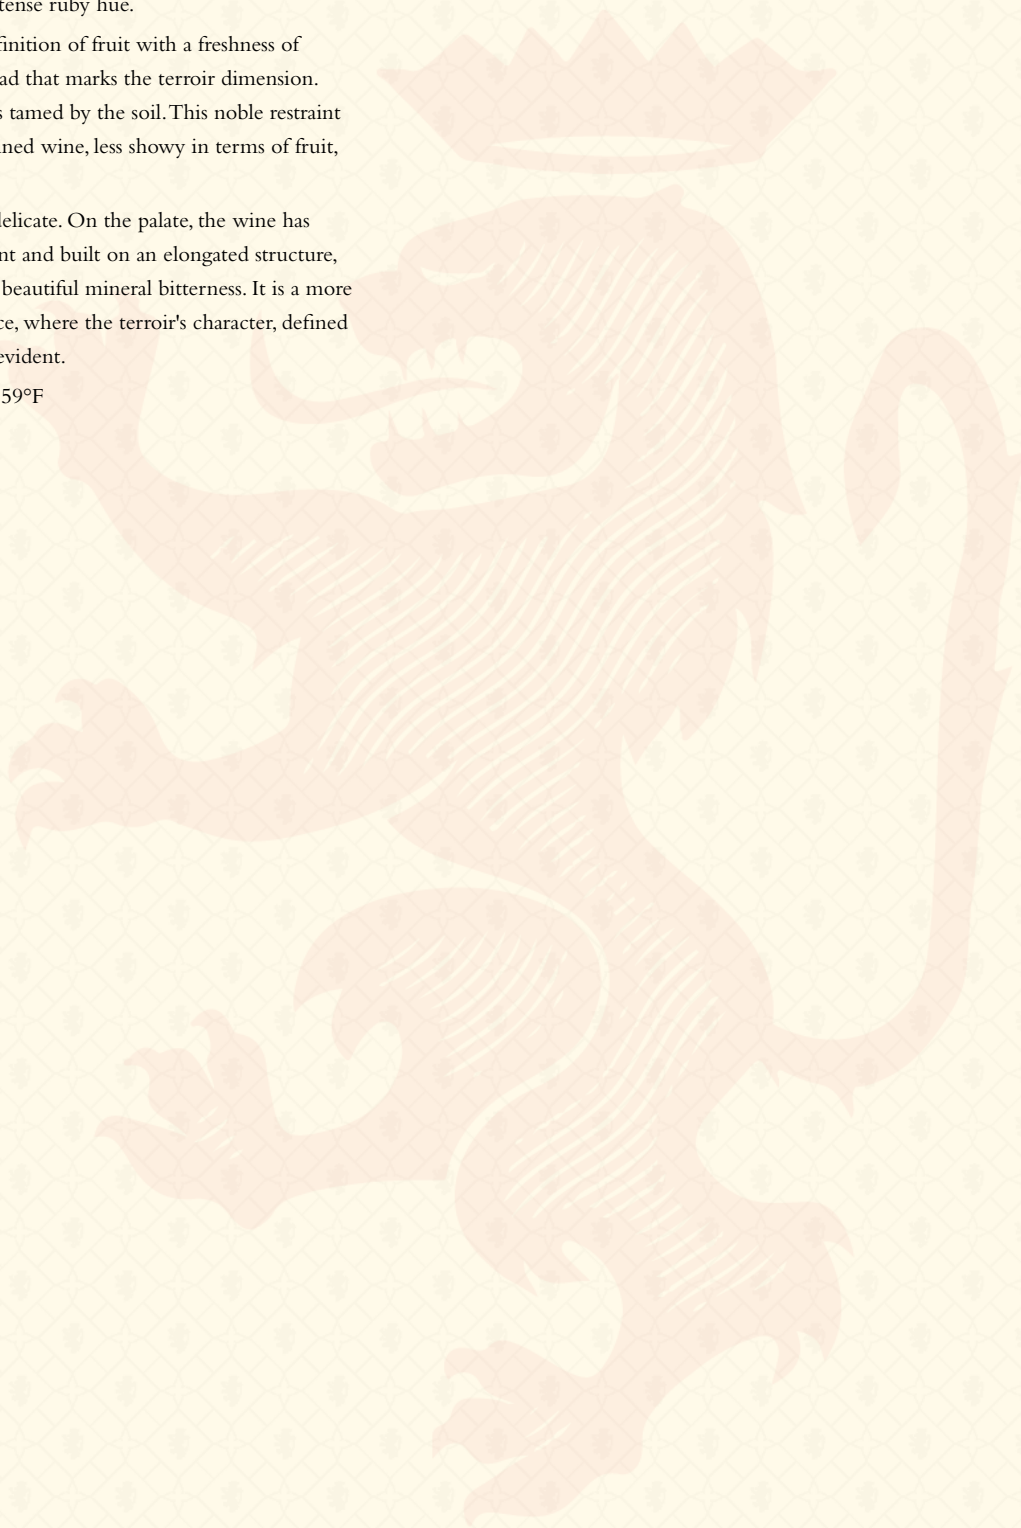 tense ruby hue.
finition of fruit with a freshness of
ad that marks the terroir dimension.
s tamed by the soil. This noble restraint
ned wine, less showy in terms of fruit,
delicate. On the palate, the wine has
nt and built on an elongated structure,
beautiful mineral bitterness. It is a more
ce, where the terroir's character, defined
evident.
59°F